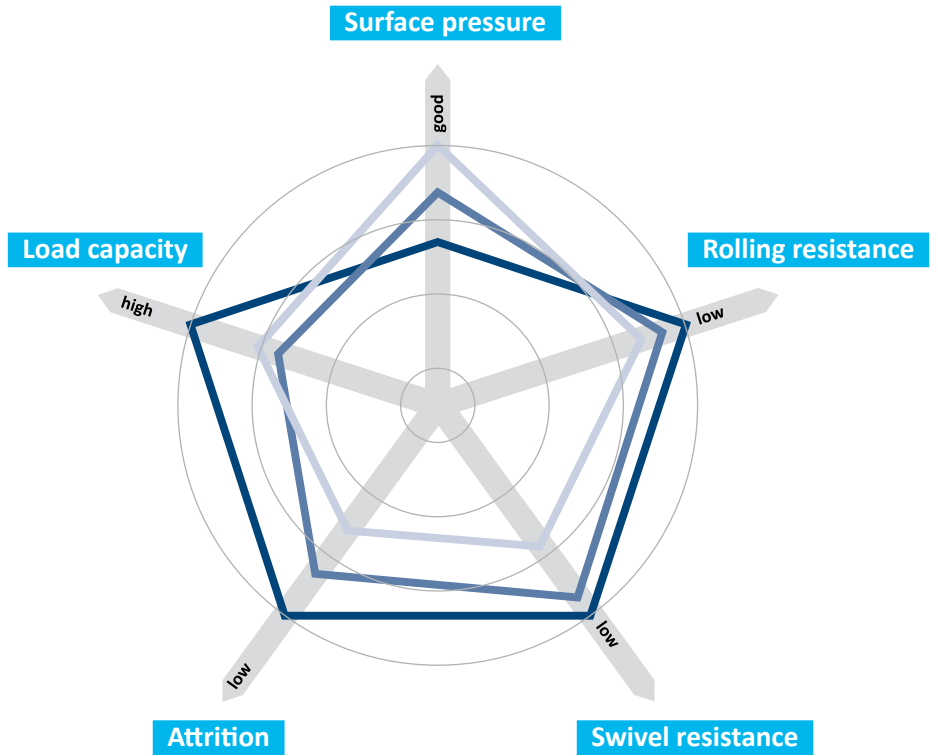 Surface pressure
good
Load capacity
Rolling resistance
high
low
low
low
Attrition
Swivel resistance